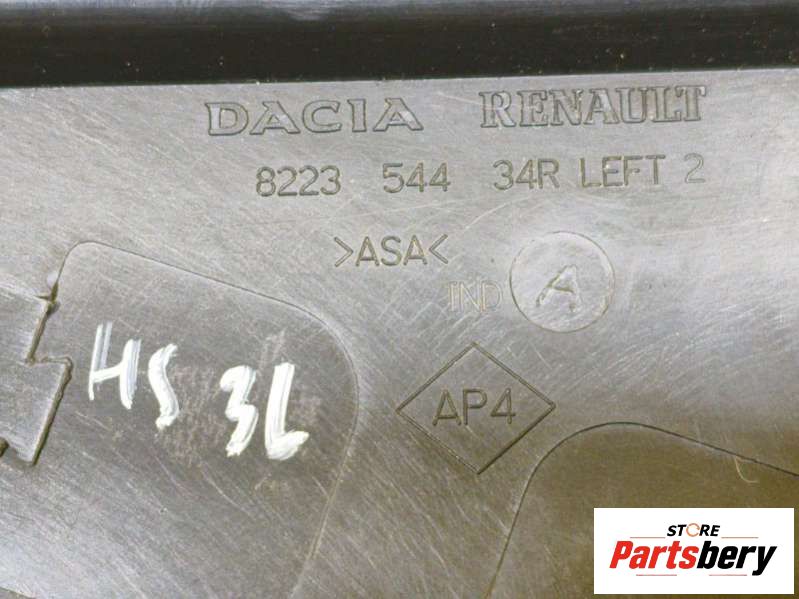 DACIA RENAULT
8223 544 34R LEFT 2
>ASA<
IND A
HS 3L
AP4
STORE
Partsbery